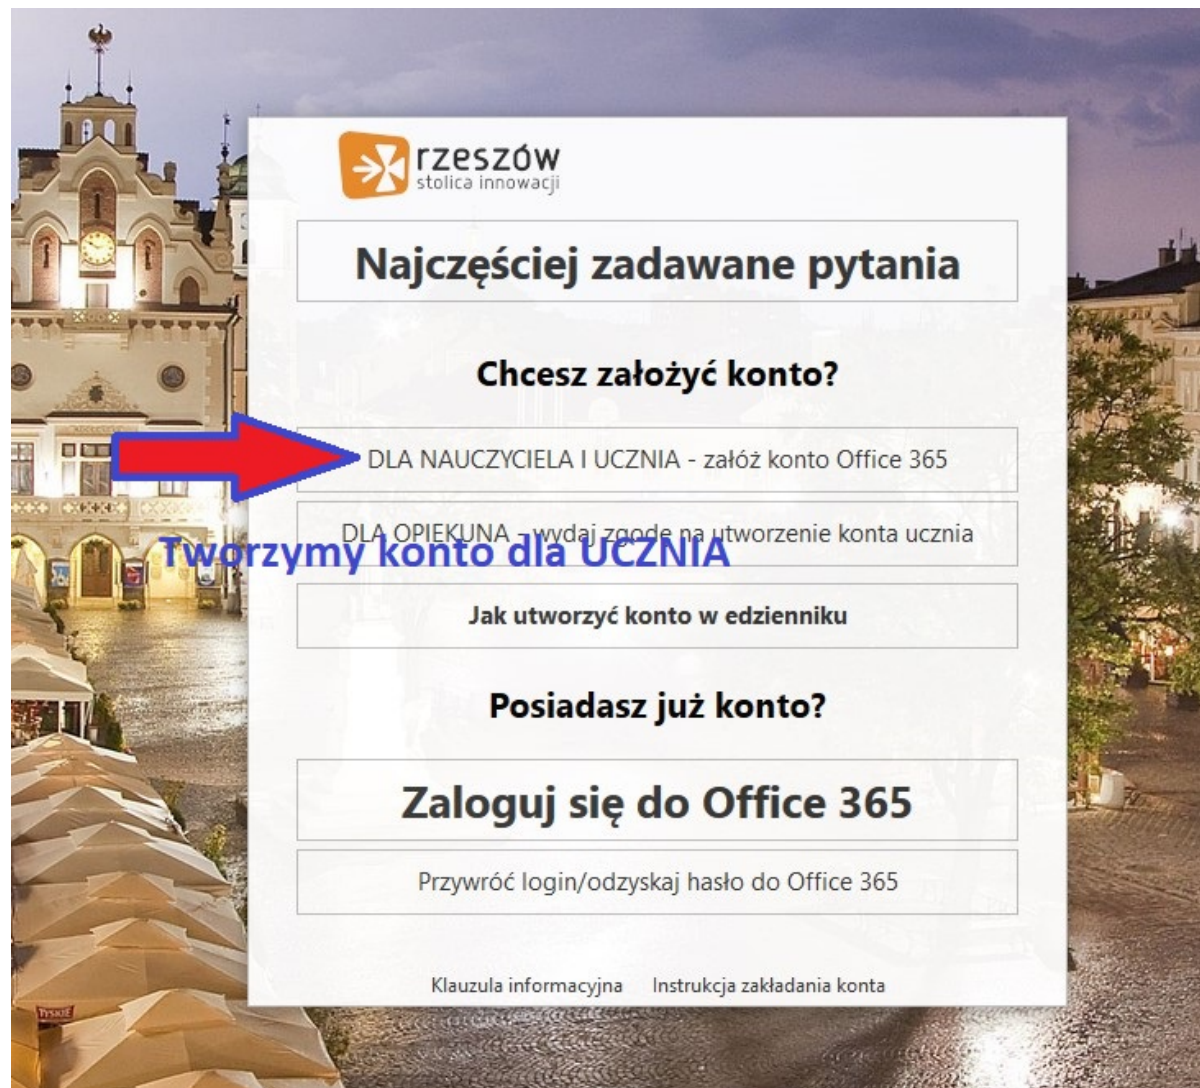 rzeszów
stolica innowacji
Najczęściej zadawane pytania
Chcesz założyć konto?
DLA NAUCZYCIELA I UCZNIA - załóż konto Office 365
DLA OPIEKUNA - wydaj zgodę na utworzenie konta ucznia
Tworzymy konto dla UCZNIA
Jak utworzyć konto w edzienniku
Posiadasz już konto?
Zaloguj się do Office 365
Przywróć login/odzyskaj hasło do Office 365
Klauzula informacyjna Instrukcja zakładania konta
TYSKIE